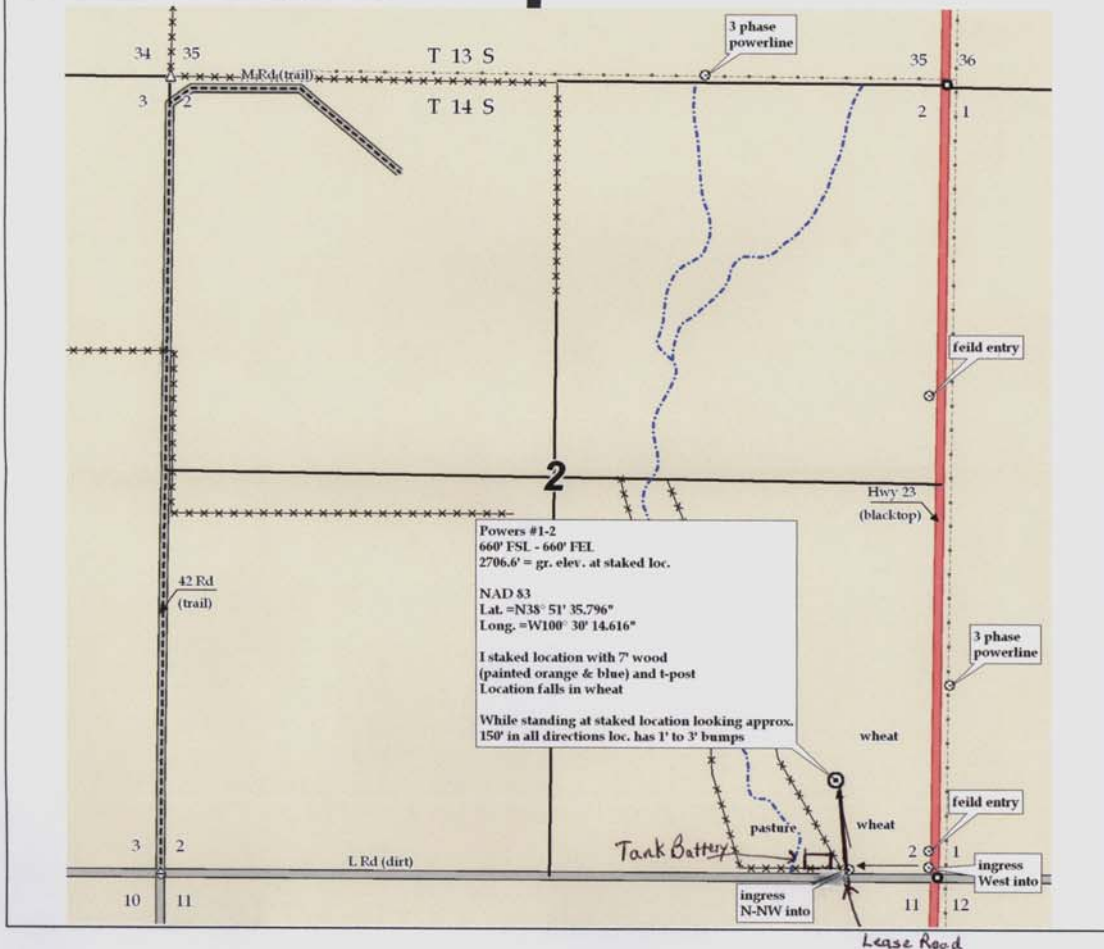 3 phase
powerline
34 35
T 13 S
35 36
M Rd (trail)
3 2
T 14 S
2 1
feild entry
2
Hwy 23
(blacktop)
Powers #1-2
660' FSL - 660' FEL
2706.6' = gr. elev. at staked loc.
NAD 83
Lat. =N38° 51' 35.796"
Long. =W100° 30' 14.616"
I staked location with 7' wood
(painted orange & blue) and t-post
Location falls in wheat
While standing at staked location looking approx.
150' in all directions loc. has 1' to 3' bumps
42 Rd
(trail)
3 phase
powerline
wheat
feild entry
pasture
wheat
Tank Battery
3 2
L Rd (dirt)
2 1
ingress
West into
ingress
N-NW into
10 11
11 12
Lease Road